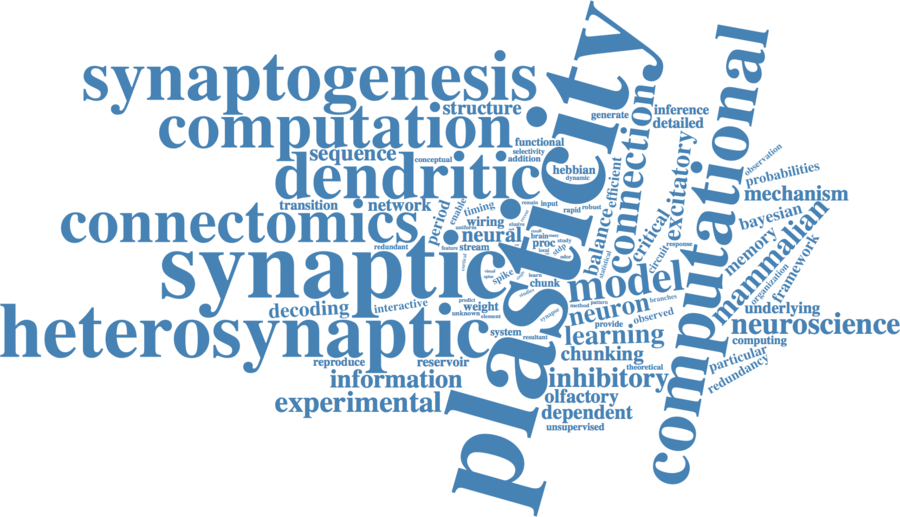 synaptogenesis
plasticity
computational
structure
generate
inference
computation
detailed
functional
sequence
conceptual
selectivity
addition
dendritic
hebbian
dynamic
connection
efficient
excitatory
observation
probabilities
mechanism
transition
network
period
enable
timing
remain
input
rapid
robust
balance
critical
bayesian
connectomics
wiring
neural
brain
proc
study
stdp
odor
circuit
response
memory
mammalian
redundant
feature
stream
synaptic
spike
learn
chunk
model
statistical
organization
framework
decoding
interactive
predict
weight
unknown
element
synapse
method
pattern
branches
neuron
observed
provide
underlying
neuroscience
heterosynaptic
system
resultant
learning
computing
chunking
particular
redundancy
reproduce
reservoir
theoretical
information
inhibitory
experimental
olfactory
dependent
unsupervised